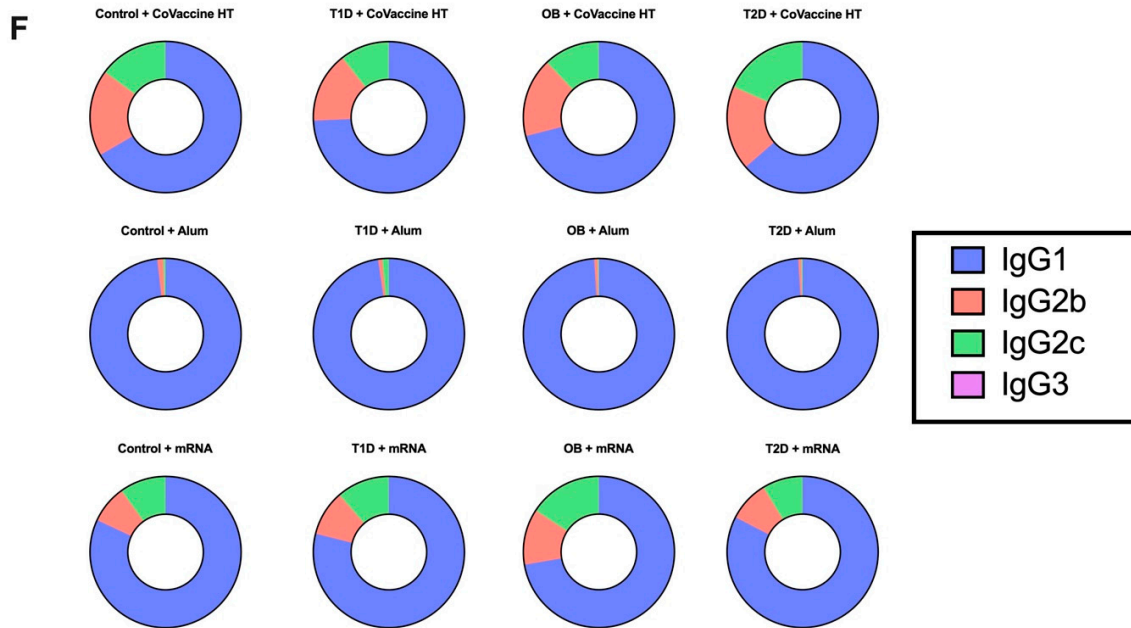 F
Control + CoVaccine HT
T1D + CoVaccine HT
OB + CoVaccine HT
T2D + CoVaccine HT
Control + Alum
T1D + Alum
OB + Alum
T2D + Alum
IgG1
IgG2b
IgG2c
IgG3
Control + mRNA
T1D + mRNA
OB + mRNA
T2D + mRNA